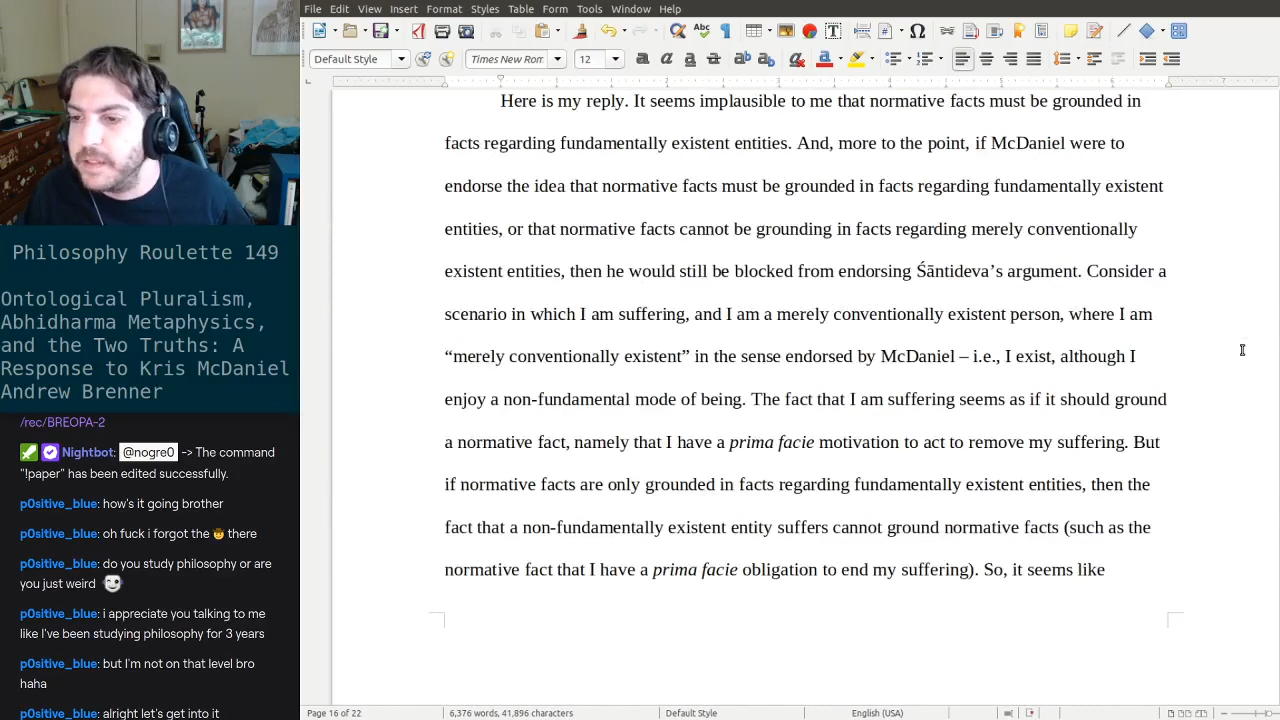 File Edit View Insert Format Styles Table Form Tools Window Help
Default Style Times New Rom 12
6 7
Here is my reply. It seems implausible to me that normative facts must be grounded in
facts regarding fundamentally existent entities. And, more to the point, if McDaniel were to
endorse the idea that normative facts must be grounded in facts regarding fundamentally existent
entities, or that normative facts cannot be grounding in facts regarding merely conventionally
existent entities, then he would still be blocked from endorsing Śāntideva’s argument. Consider a
scenario in which I am suffering, and I am a merely conventionally existent person, where I am
“merely conventionally existent” in the sense endorsed by McDaniel – i.e., I exist, although I
enjoy a non-fundamental mode of being. The fact that I am suffering seems as if it should ground
a normative fact, namely that I have a prima facie motivation to act to remove my suffering. But
if normative facts are only grounded in facts regarding fundamentally existent entities, then the
fact that a non-fundamentally existent entity suffers cannot ground normative facts (such as the
normative fact that I have a prima facie obligation to end my suffering). So, it seems like
Page 16 of 22 6,376 words, 41,896 characters Default Style English (USA)
Philosophy Roulette 149
Ontological Pluralism,
Abhidharma Metaphysics,
and the Two Truths: A
Response to Kris McDaniel
Andrew Brenner
/rec/BREOPA-2
Nightbot: @nogre0 -> The command
"!paper" has been edited successfully.
p0sitive_blue: how's it going brother
p0sitive_blue: oh fuck i forgot the 🤠 there
p0sitive_blue: do you study philosophy or are
you just weird
p0sitive_blue: i appreciate you talking to me
like I've been studying philosophy for 3 years
p0sitive_blue: but I'm not on that level bro
haha
p0sitive_blue: alright let's get into it